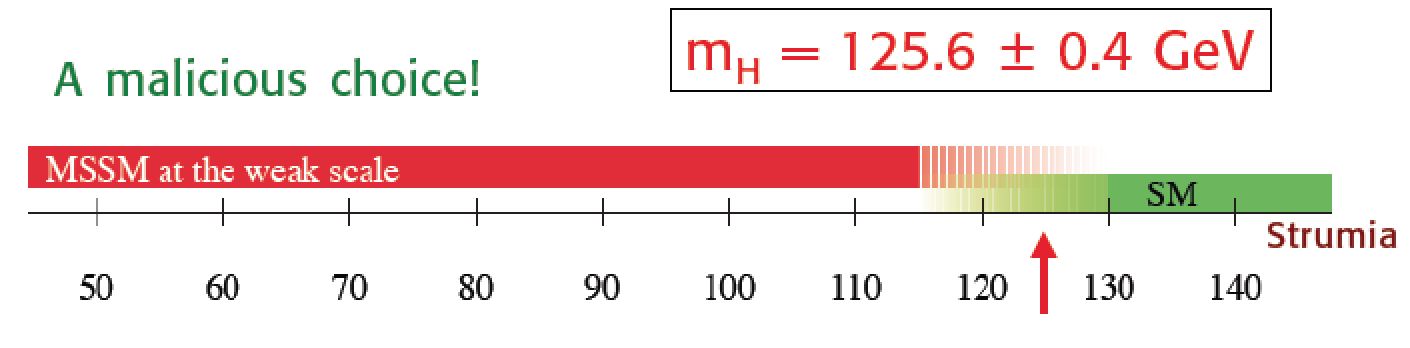 A malicious choice!
m_H = 125.6 ± 0.4 GeV
MSSM at the weak scale
SM
Strumia
50 60 70 80 90 100 110 120 130 140